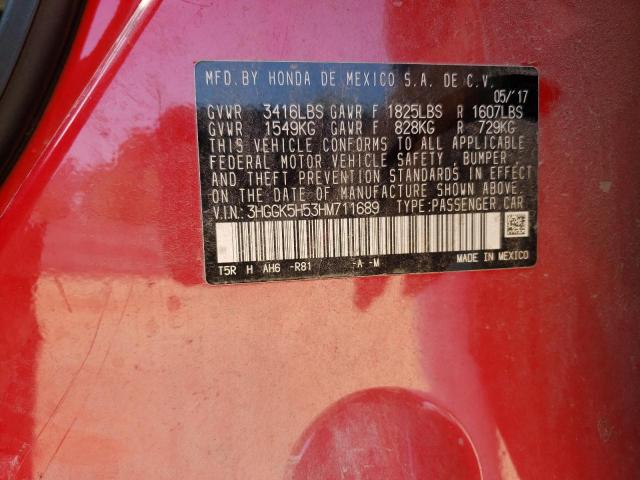 MFD. BY HONDA DE MEXICO S.A. DE C.V.
05/'17
GVWR 3416LBS GAWR F 1825LBS R 1607LBS
GVWR 1549KG GAWR F 828KG R 729KG
THIS VEHICLE CONFORMS TO ALL APPLICABLE
FEDERAL MOTOR VEHICLE SAFETY, BUMPER
AND THEFT PREVENTION STANDARDS IN EFFECT
ON THE DATE OF MANUFACTURE SHOWN ABOVE.
V.I.N: 3HGGK5H53HM711689 TYPE:PASSENGER CAR
T5R H AH6 -R81 -A -M MADE IN MEXICO